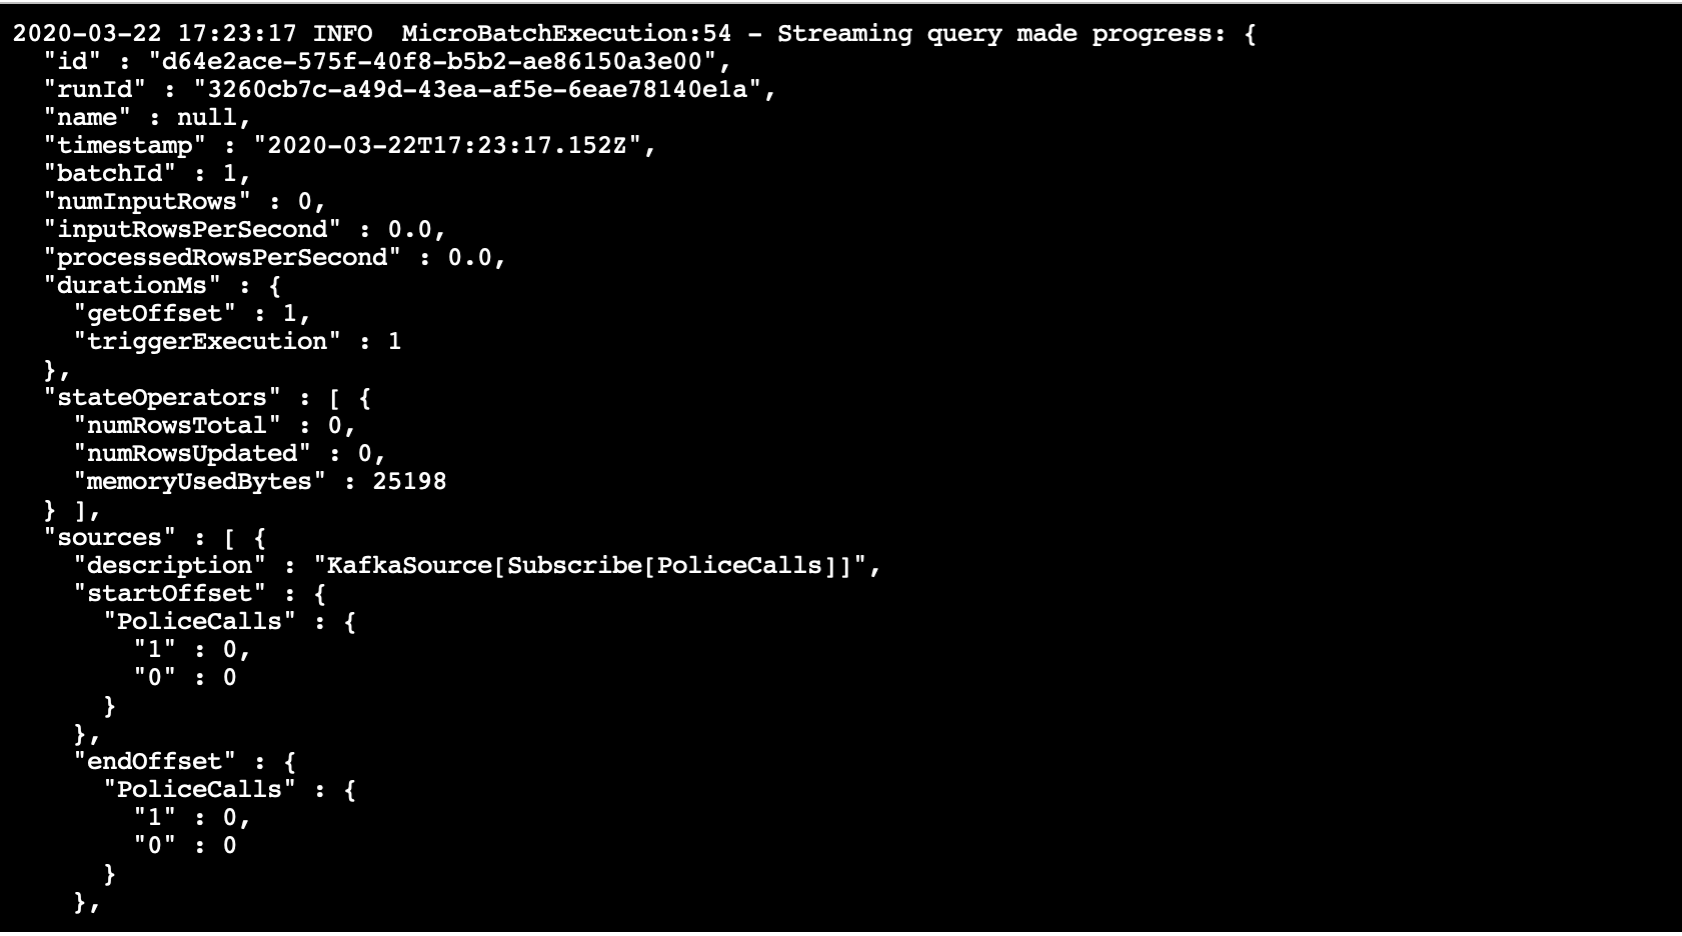 2020-03-22 17:23:17 INFO  MicroBatchExecution:54 - Streaming query made progress: {
  "id" : "d64e2ace-575f-40f8-b5b2-ae86150a3e00",
  "runId" : "3260cb7c-a49d-43ea-af5e-6eae78140e1a",
  "name" : null,
  "timestamp" : "2020-03-22T17:23:17.152Z",
  "batchId" : 1,
  "numInputRows" : 0,
  "inputRowsPerSecond" : 0.0,
  "processedRowsPerSecond" : 0.0,
  "durationMs" : {
    "getOffset" : 1,
    "triggerExecution" : 1
  },
  "stateOperators" : [ {
    "numRowsTotal" : 0,
    "numRowsUpdated" : 0,
    "memoryUsedBytes" : 25198
  } ],
  "sources" : [ {
    "description" : "KafkaSource[Subscribe[PoliceCalls]]",
    "startOffset" : {
      "PoliceCalls" : {
        "1" : 0,
        "0" : 0
      }
    },
    "endOffset" : {
      "PoliceCalls" : {
        "1" : 0,
        "0" : 0
      }
    },